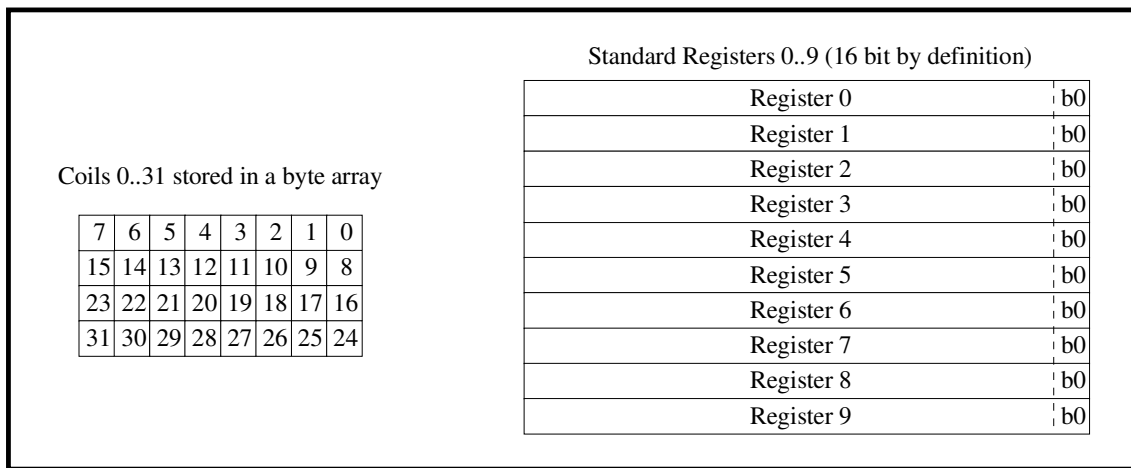 Standard Registers 0..9 (16 bit by definition)
Register 0 b0
Register 1 b0
Register 2 b0
Register 3 b0
Register 4 b0
Register 5 b0
Register 6 b0
Register 7 b0
Register 8 b0
Register 9 b0
Coils 0..31 stored in a byte array
7 6 5 4 3 2 1 0
15 14 13 12 11 10 9 8
23 22 21 20 19 18 17 16
31 30 29 28 27 26 25 24